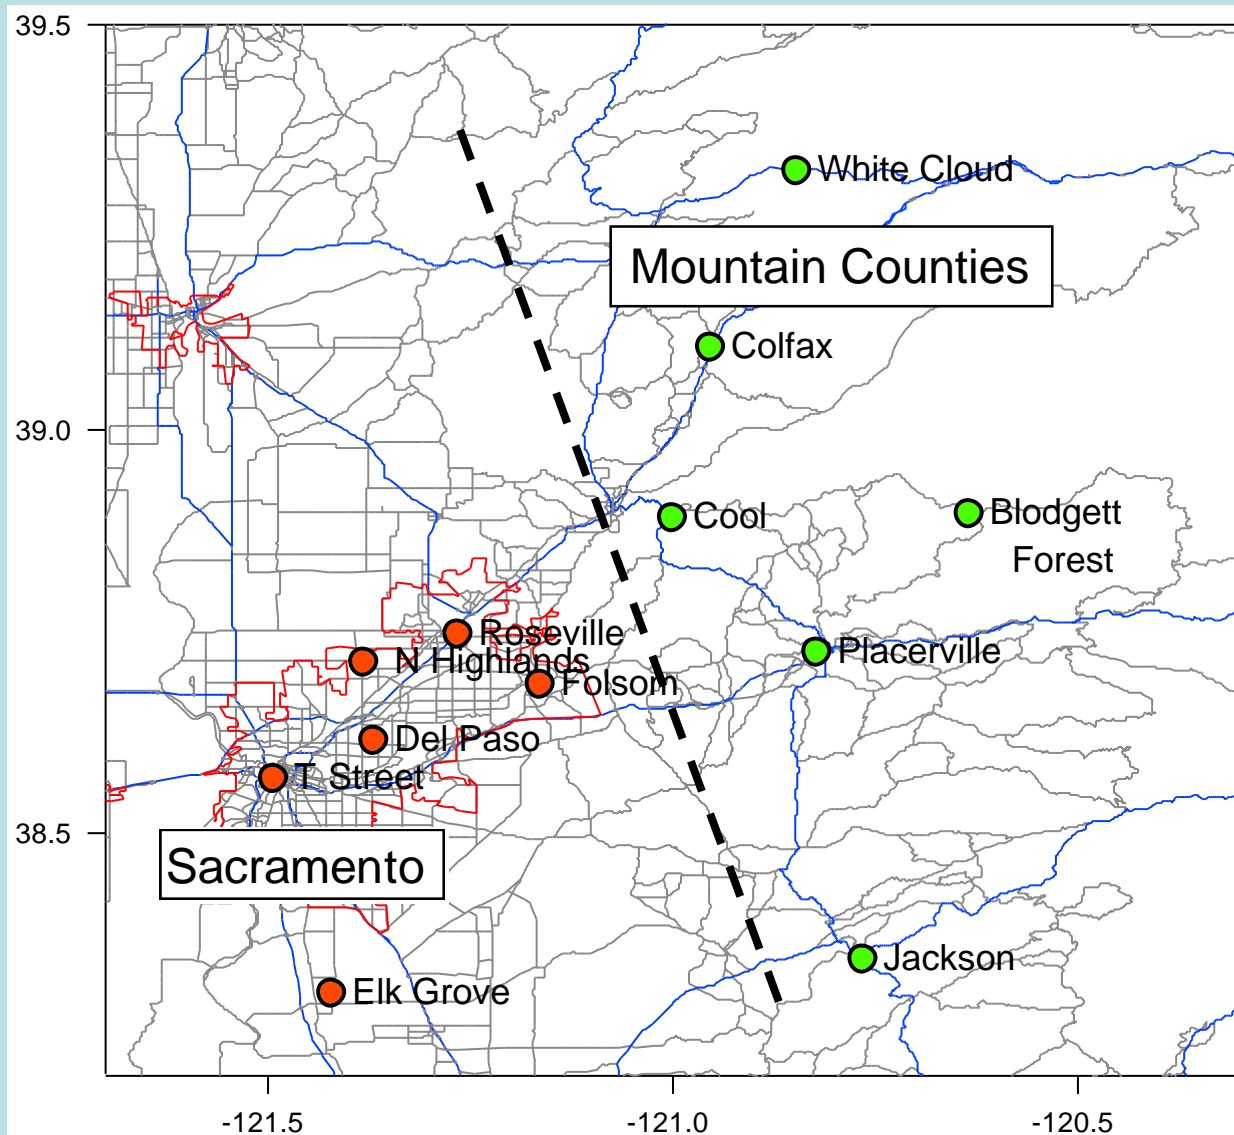 39.5
White Cloud
Mountain Counties
Colfax
39.0
Cool
Blodgett
Forest
Roseville
N Highlands
Placerville
Folsom
Del Paso
T Street
38.5
Sacramento
Jackson
Elk Grove
-121.5
-121.0
-120.5